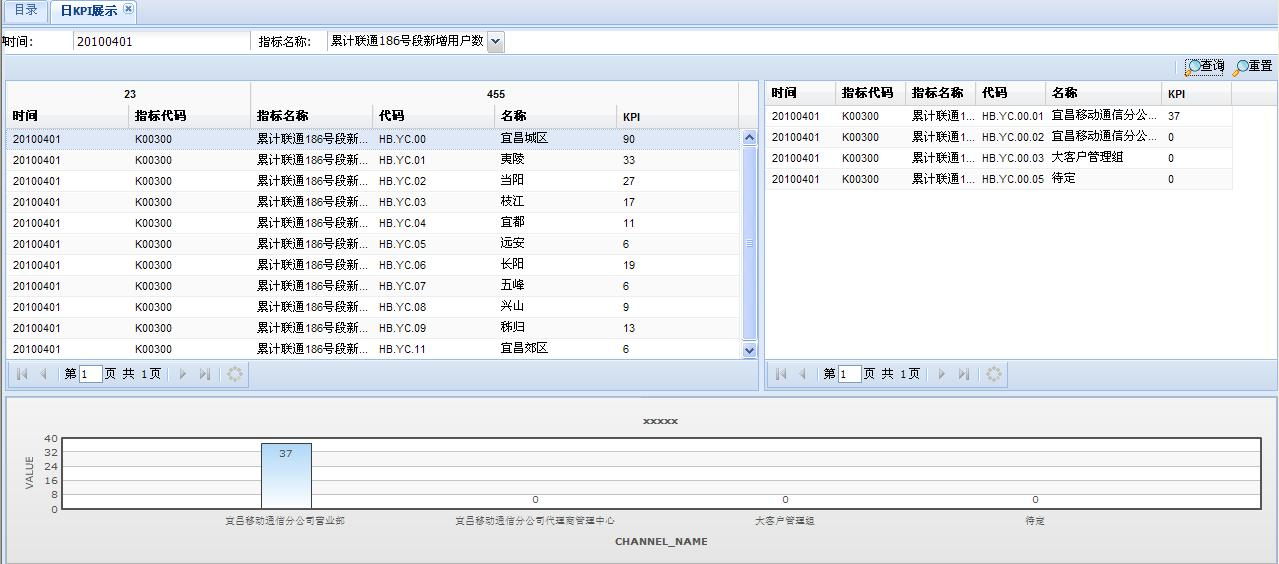 目录 日KPI展示
时间: 20100401 指标名称: 累计联通186号段新增用户数
查询 重置
23 455
时间 指标代码 指标名称 代码 名称 KPI
20100401 K00300 累计联通186号段新... HB.YC.00 宜昌城区 90
20100401 K00300 累计联通186号段新... HB.YC.01 夷陵 33
20100401 K00300 累计联通186号段新... HB.YC.02 当阳 27
20100401 K00300 累计联通186号段新... HB.YC.03 枝江 17
20100401 K00300 累计联通186号段新... HB.YC.04 宜都 11
20100401 K00300 累计联通186号段新... HB.YC.05 远安 6
20100401 K00300 累计联通186号段新... HB.YC.06 长阳 19
20100401 K00300 累计联通186号段新... HB.YC.07 五峰 6
20100401 K00300 累计联通186号段新... HB.YC.08 兴山 9
20100401 K00300 累计联通186号段新... HB.YC.09 秭归 13
20100401 K00300 累计联通186号段新... HB.YC.11 宜昌郊区 6
第 1 页 共 1页
时间 指标代码 指标名称 代码 名称 KPI
20100401 K00300 累计联通1... HB.YC.00.01 宜昌移动通信分公... 37
20100401 K00300 累计联通1... HB.YC.00.02 宜昌移动通信分公... 0
20100401 K00300 累计联通1... HB.YC.00.03 大客户管理组 0
20100401 K00300 累计联通1... HB.YC.00.05 待定 0
第 1 页 共 1页
xxxxx
VALUE
40
32
24
16
8
0
37 0 0 0
宜昌移动通信分公司营业部 宜昌移动通信分公司代理商管理中心 大客户管理组 待定
CHANNEL_NAME